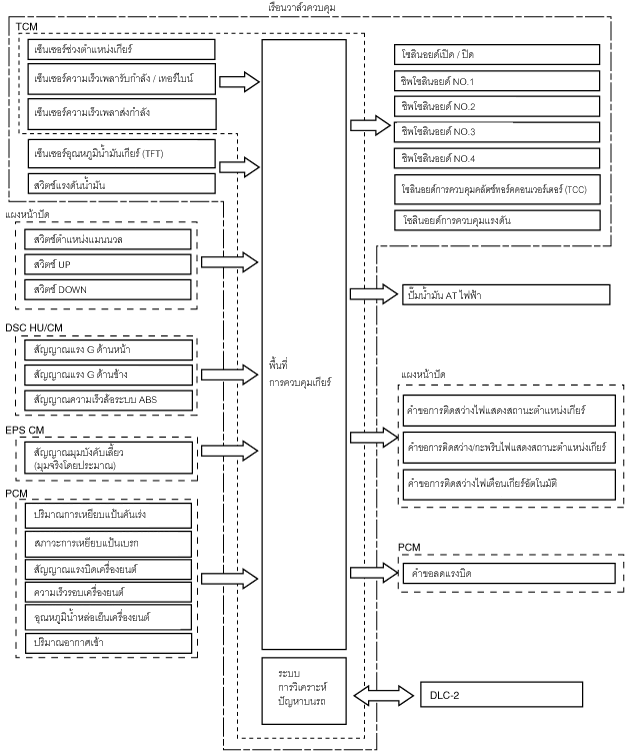 เรือนวาล์วควบคุม
TCM
เซ็นเซอร์ช่วงตำแหน่งเกียร์
เซ็นเซอร์ความเร็วเพลารับกำลัง / เทอร์ไบน์
เซ็นเซอร์ความเร็วเพลาส่งกำลัง
เซ็นเซอร์อุณหภูมิน้ำมันเกียร์ (TFT)
สวิตช์แรงดันน้ำมัน
แผงหน้าปัด
สวิตช์ตำแหน่งแมนนวล
สวิตช์ UP
สวิตช์ DOWN
DSC HU/CM
สัญญาณแรง G ด้านหน้า
สัญญาณแรง G ด้านข้าง
สัญญาณความเร็วล้อระบบ ABS
EPS CM
สัญญาณมุมบังคับเลี้ยว
(มุมจริงโดยประมาณ)
PCM
ปริมาณการเหยียบแป้นคันเร่ง
สภาวะการเหยียบแป้นเบรก
สัญญาณแรงบิดเครื่องยนต์
ความเร็วรอบเครื่องยนต์
อุณหภูมิน้ำหล่อเย็นเครื่องยนต์
ปริมาณอากาศเข้า
พื้นที่
การควบคุมเกียร์
ระบบ
การวิเคราะห์
ปัญหาบนรถ
โซลินอยด์เปิด / ปิด
ชิพโซลินอยด์ NO.1
ชิพโซลินอยด์ NO.2
ชิพโซลินอยด์ NO.3
ชิพโซลินอยด์ NO.4
โซลินอยด์การควบคุมคลัตช์ทอร์คคอนเวอร์เตอร์ (TCC)
โซลินอยด์การควบคุมแรงดัน
ปั๊มน้ำมัน AT ไฟฟ้า
แผงหน้าปัด
คำขอการติดสว่างไฟแสดงสถานะตำแหน่งเกียร์
คำขอการติดสว่าง/กะพริบไฟแสดงสถานะตำแหน่งเกียร์
คำขอการติดสว่างไฟเตือนเกียร์อัตโนมัติ
PCM
คำขอลดแรงบิด
DLC-2